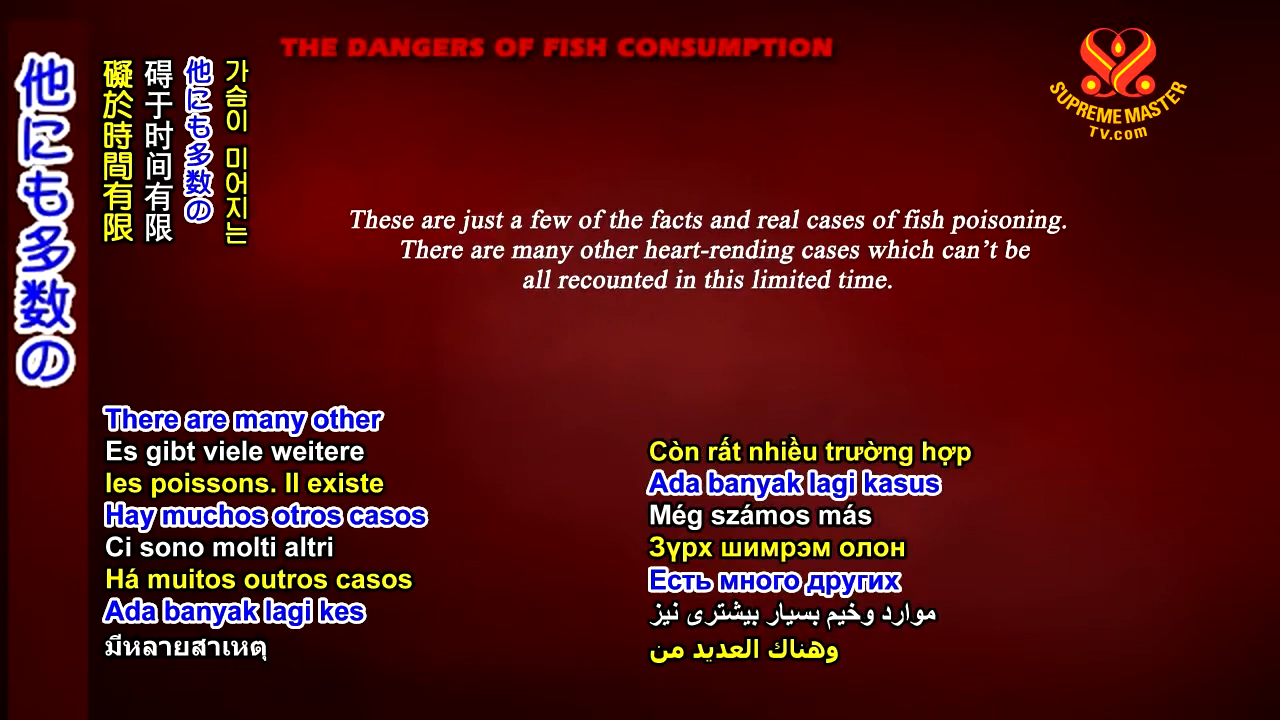 THE DANGERS OF FISH CONSUMPTION
SUPREME MASTER
TV.com
他にも多数の
礙於時間有限
碍于时间有限
他にも多数の
가슴이 미어지는
These are just a few of the facts and real cases of fish poisoning.
There are many other heart-rending cases which can't be
all recounted in this limited time.
There are many other
Es gibt viele weitere
les poissons. Il existe
Hay muchos otros casos
Ci sono molti altri
Há muitos outros casos
Ada banyak lagi kes
มีหลายสาเหตุ
Còn rất nhiều trường hợp
Ada banyak lagi kasus
Még számos más
Зүрх шимрэм олон
Есть много других
موارد وخیم بسیار بیشتری نیز
وهناك العديد من